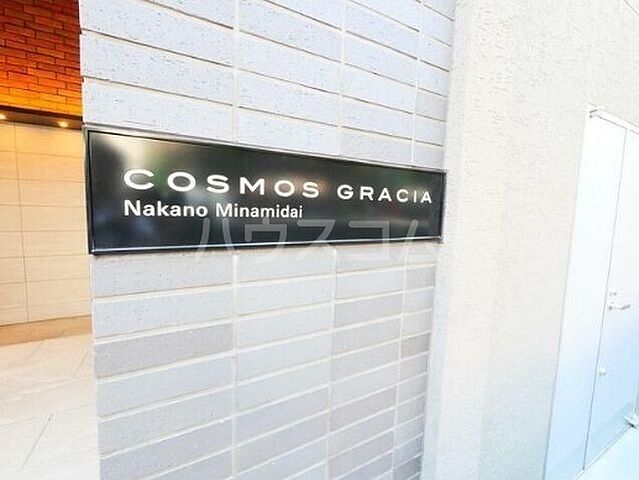 COSMOS GRACIA
Nakano Minamidai
ハウスコム